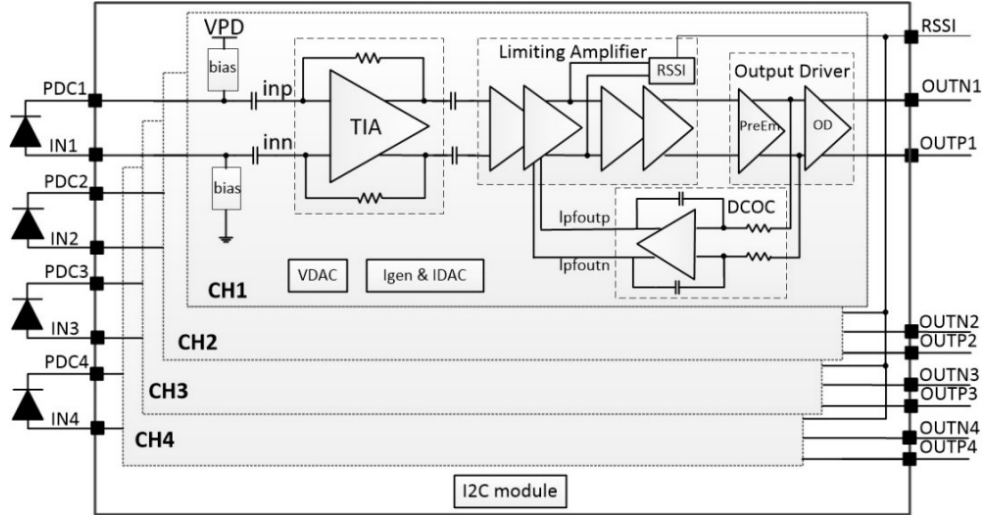 VPD
RSSI
bias
Limiting Amplifier
RSSI
Output Driver
PDC1
inp
TIA
PreEm
OD
OUTN1
IN1
inn
OUTP1
bias
PDC2
lpfoutp
DCOC
IN2
lpfoutn
PDC3
VDAC
Igen & IDAC
CH1
IN3
OUTN2
CH2
OUTP2
PDC4
OUTN3
CH3
OUTP3
IN4
CH4
OUTN4
OUTP4
I2C module